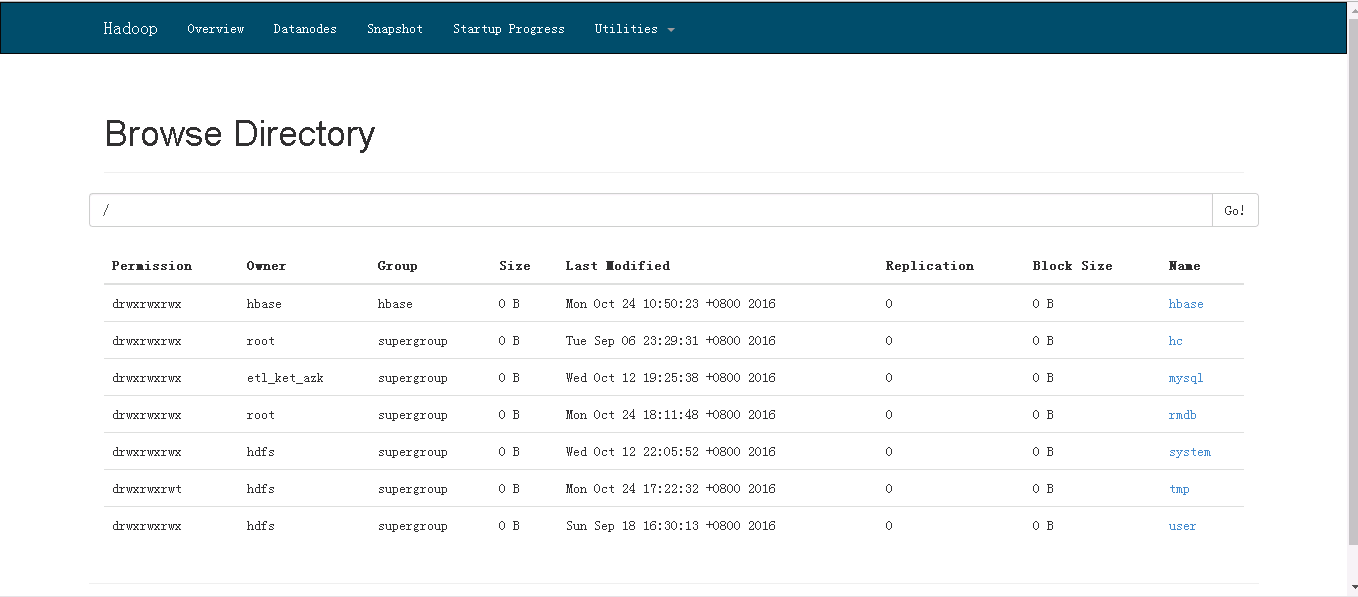 Hadoop Overview Datanodes Snapshot Startup Progress Utilities
Browse Directory
/ Go!
Permission Owner Group Size Last Modified Replication Block Size Name
drwxrwxrwx hbase hbase 0 B Mon Oct 24 10:50:23 +0800 2016 0 0 B hbase
drwxrwxrwx root supergroup 0 B Tue Sep 06 23:29:31 +0800 2016 0 0 B hc
drwxrwxrwx etl_ket_azk supergroup 0 B Wed Oct 12 19:25:38 +0800 2016 0 0 B mysql
drwxrwxrwx root supergroup 0 B Mon Oct 24 18:11:48 +0800 2016 0 0 B rmdb
drwxrwxrwx hdfs supergroup 0 B Wed Oct 12 22:05:52 +0800 2016 0 0 B system
drwxrwxrwt hdfs supergroup 0 B Mon Oct 24 17:22:32 +0800 2016 0 0 B tmp
drwxrwxrwx hdfs supergroup 0 B Sun Sep 18 16:30:13 +0800 2016 0 0 B user